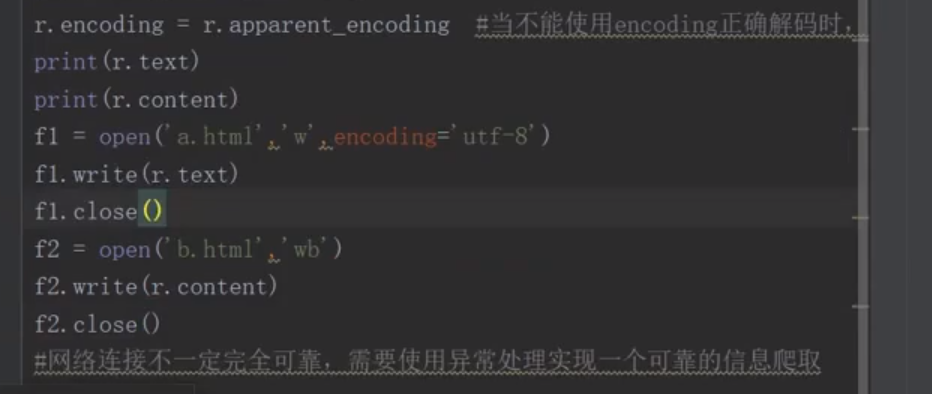 r.encoding = r.apparent_encoding  #当不能使用encoding正确解码时，
print(r.text)
print(r.content)
f1 = open('a.html','w',encoding='utf-8')
f1.write(r.text)
f1.close()
f2 = open('b.html','wb')
f2.write(r.content)
f2.close()
#网络连接不一定完全可靠，需要使用异常处理实现一个可靠的信息爬取